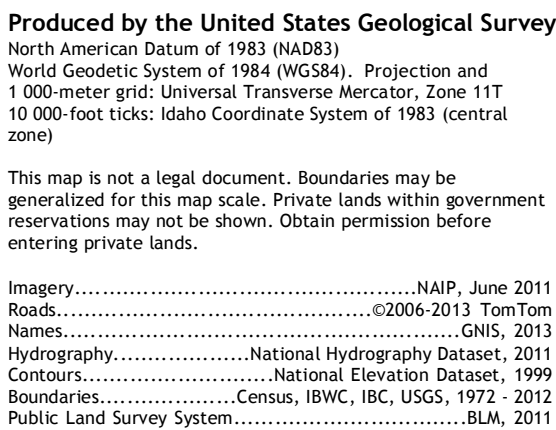 Produced by the United States Geological Survey
North American Datum of 1983 (NAD83)
World Geodetic System of 1984 (WGS84).  Projection and
1 000-meter grid: Universal Transverse Mercator, Zone 11T
10 000-foot ticks: Idaho Coordinate System of 1983 (central
zone)
This map is not a legal document. Boundaries may be
generalized for this map scale. Private lands within government
reservations may not be shown. Obtain permission before
entering private lands.
Imagery....................................................NAIP, June 2011
Roads................................................©2006-2013 TomTom
Names............................................................GNIS, 2013
Hydrography....................National Hydrography Dataset, 2011
Contours............................National Elevation Dataset, 1999
Boundaries....................Census, IBWC, IBC, USGS, 1972 - 2012
Public Land Survey System..................................BLM, 2011